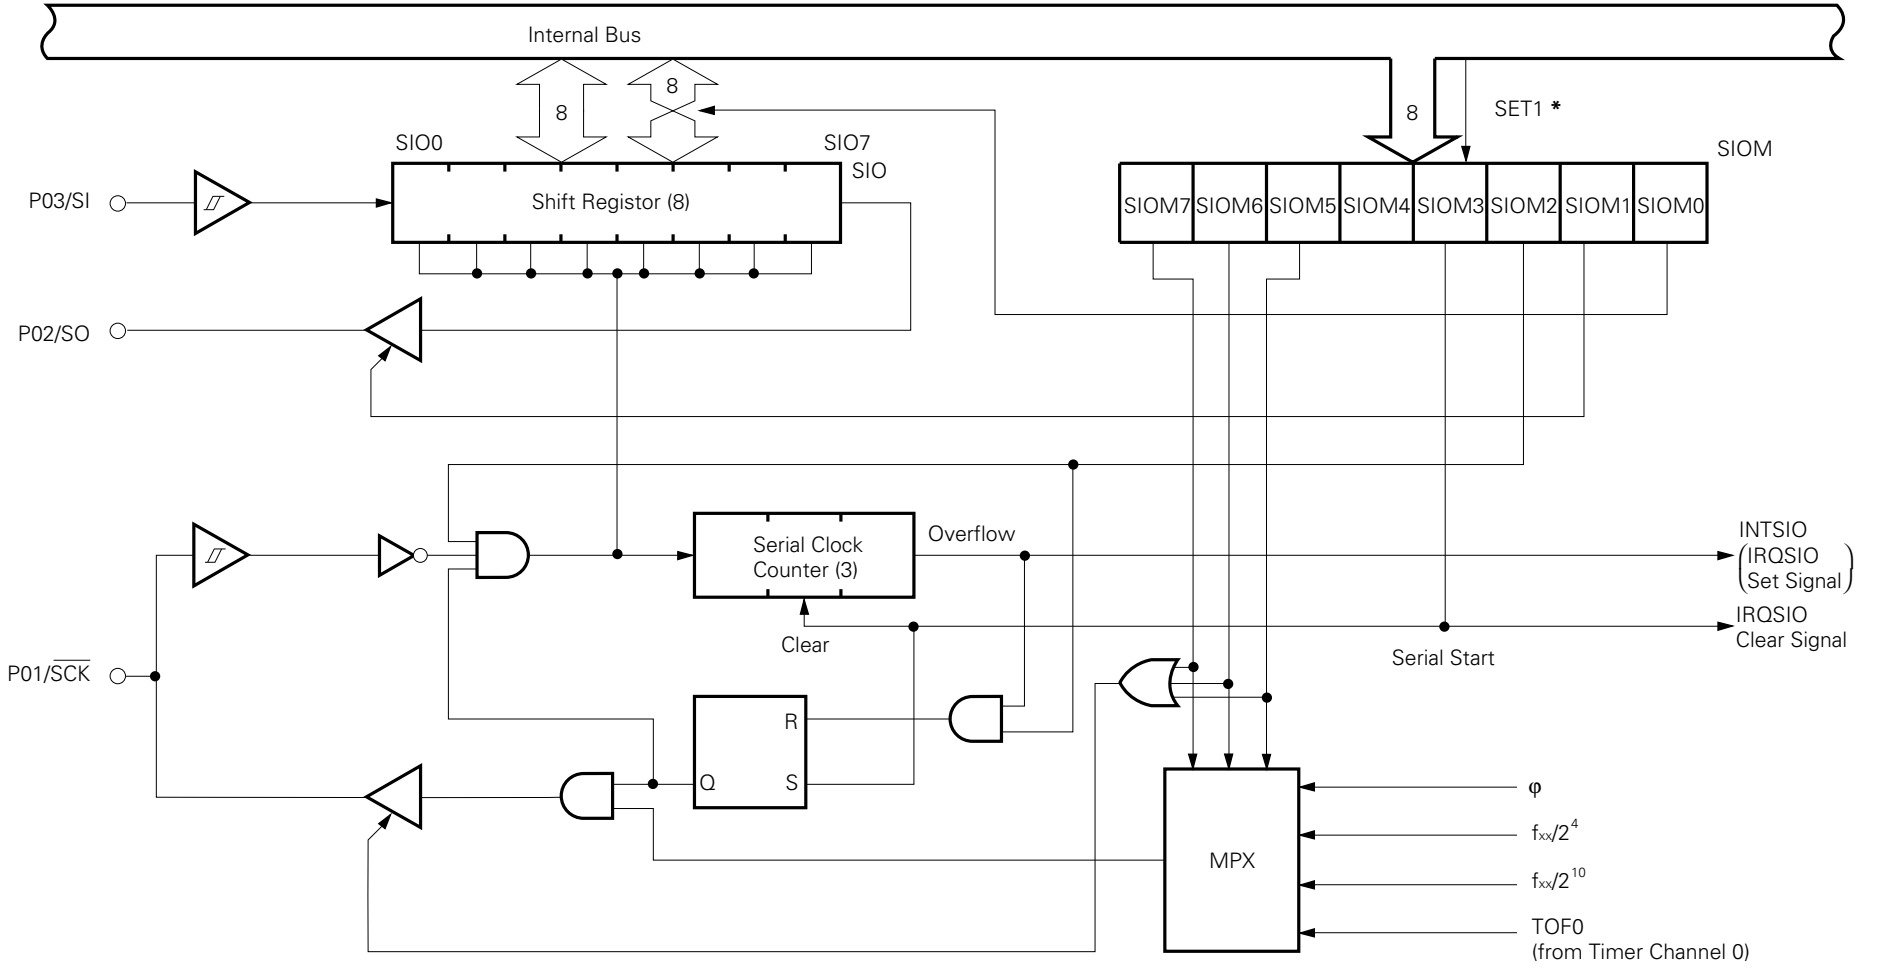 Internal Bus
8
8
8
SET1 *
SIO0
SIO7
SIO
SIOM
P03/SI
Shift Registor (8)
SIOM7
SIOM6
SIOM5
SIOM4
SIOM3
SIOM2
SIOM1
SIOM0
P02/SO
Serial Clock
Counter (3)
Overflow
INTSIO
IRQSIO
Set Signal
Clear
Serial Start
IRQSIO
Clear Signal
P01/SCK
R
Q
S
MPX
φ
fxx/2^4
fxx/2^10
TOF0
(from Timer Channel 0)